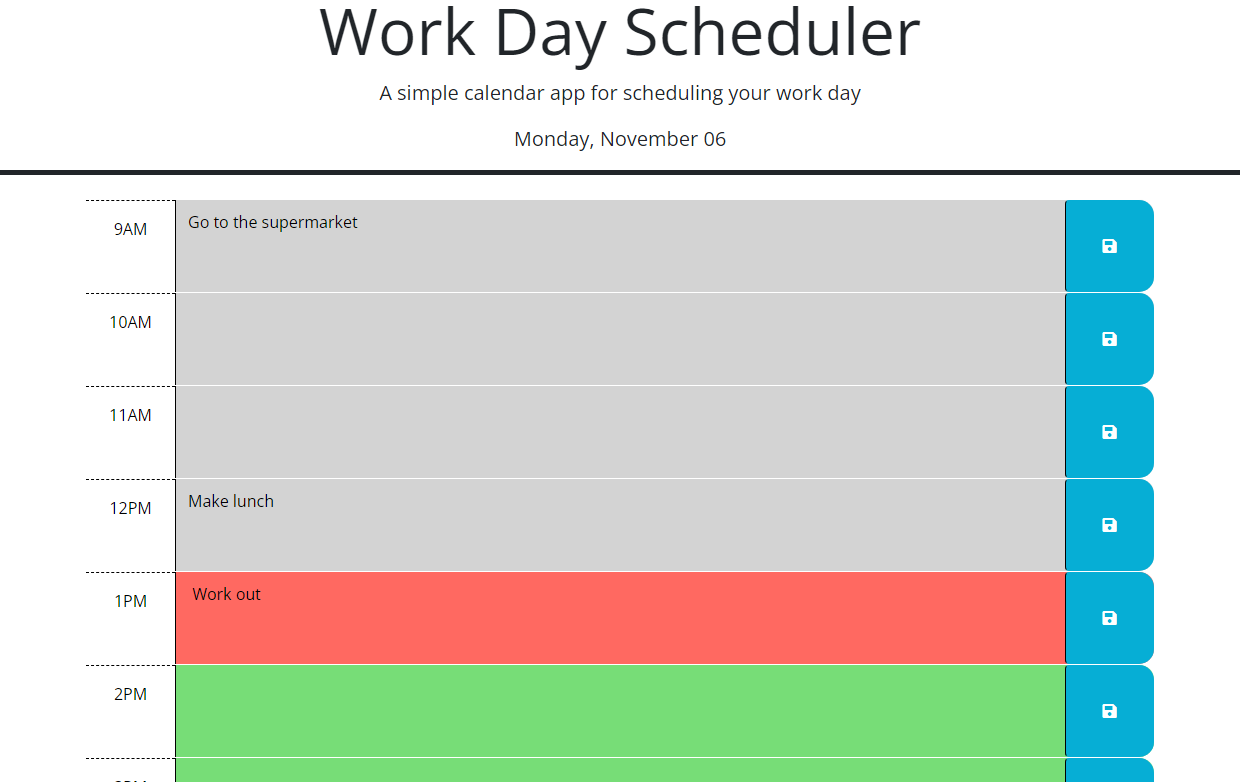 Work Day Scheduler
A simple calendar app for scheduling your work day
Monday, November 06
9AM
Go to the supermarket
10AM
11AM
12PM
Make lunch
1PM
Work out
2PM